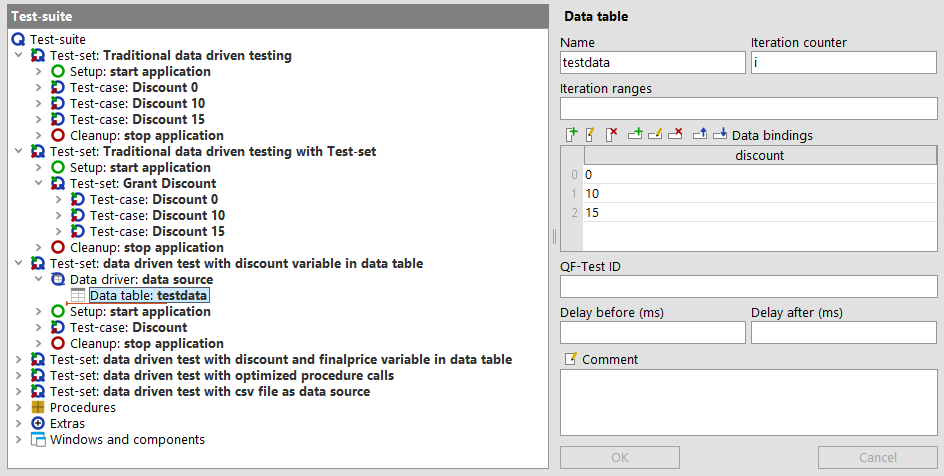 Test-suite
Test-suite
Test-set: Traditional data driven testing
Setup: start application
Test-case: Discount 0
Test-case: Discount 10
Test-case: Discount 15
Cleanup: stop application
Test-set: Traditional data driven testing with Test-set
Setup: start application
Test-set: Grant Discount
Test-case: Discount 0
Test-case: Discount 10
Test-case: Discount 15
Cleanup: stop application
Test-set: data driven test with discount variable in data table
Data driver: data source
Data table: testdata
Setup: start application
Test-case: Discount
Cleanup: stop application
Test-set: data driven test with discount and finalprice variable in data table
Test-set: data driven test with optimized procedure calls
Test-set: data driven test with csv file as data source
Procedures
Extras
Windows and components
Data table
Name Iteration counter
testdata i
Iteration ranges
Data bindings
discount
0 0
1 10
2 15
QF-Test ID
Delay before (ms) Delay after (ms)
Comment
OK Cancel